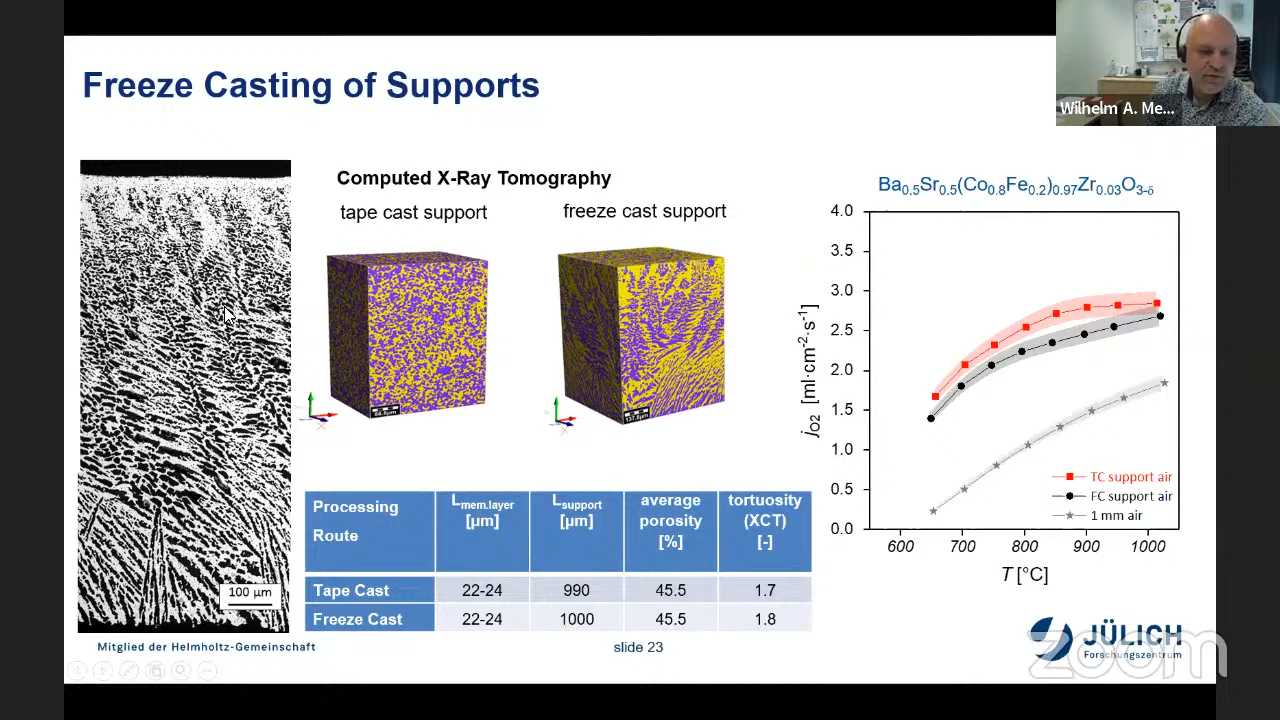 Wilhelm A. Me...
Freeze Casting of Supports
Computed X-Ray Tomography
tape cast support
freeze cast support
100 µm
Processing Route
Lmem.layer [µm]
Lsupport [µm]
average porosity [%]
tortuosity (XCT) [-]
Tape Cast 22-24 990 45.5 1.7
Freeze Cast 22-24 1000 45.5 1.8
Ba0.5Sr0.5(Co0.8Fe0.2)0.97Zr0.03O3-δ
jO2 [ml·cm-2·s-1]
4.0
3.5
3.0
2.5
2.0
1.5
1.0
0.5
0.0
TC support air
FC support air
1 mm air
600 700 800 900 1000
T [°C]
Mitglied der Helmholtz-Gemeinschaft
slide 23
JÜLICH
Forschungszentrum
zoom